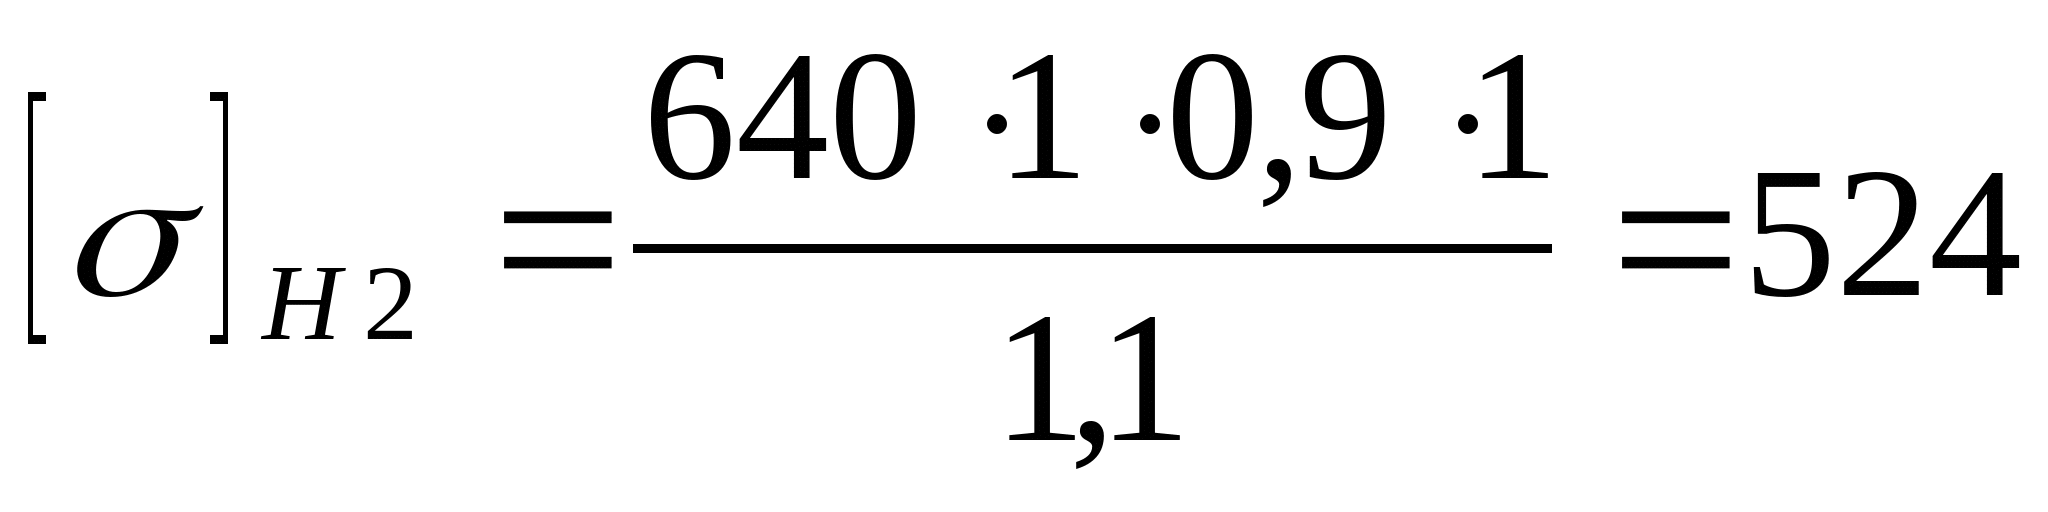 [σ]H2 = 640 ·1 ·0,9 ·1 / 1,1 = 524